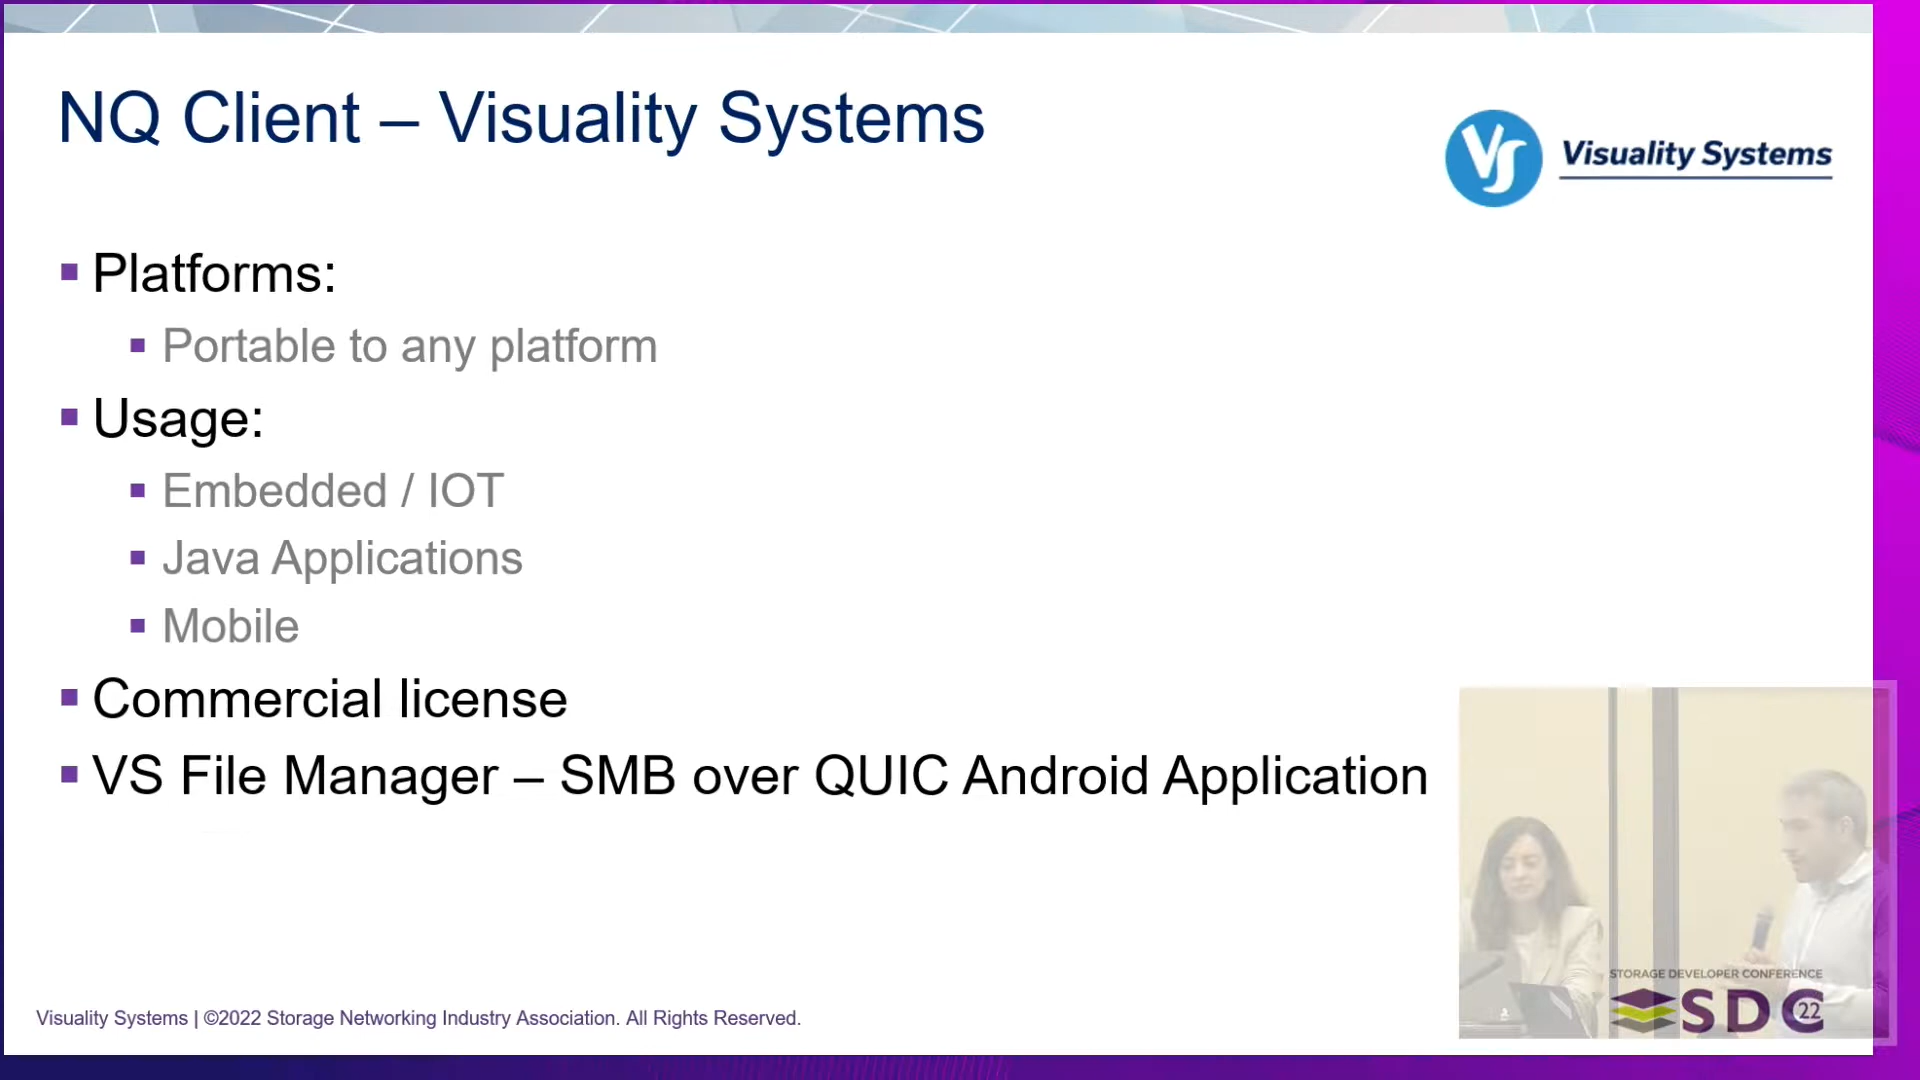 NQ Client – Visuality Systems
VS Visuality Systems
Platforms:
Portable to any platform
Usage:
Embedded / IOT
Java Applications
Mobile
Commercial license
VS File Manager – SMB over QUIC Android Application
STORAGE DEVELOPER CONFERENCE
SDC 22
Visuality Systems | ©2022 Storage Networking Industry Association. All Rights Reserved.